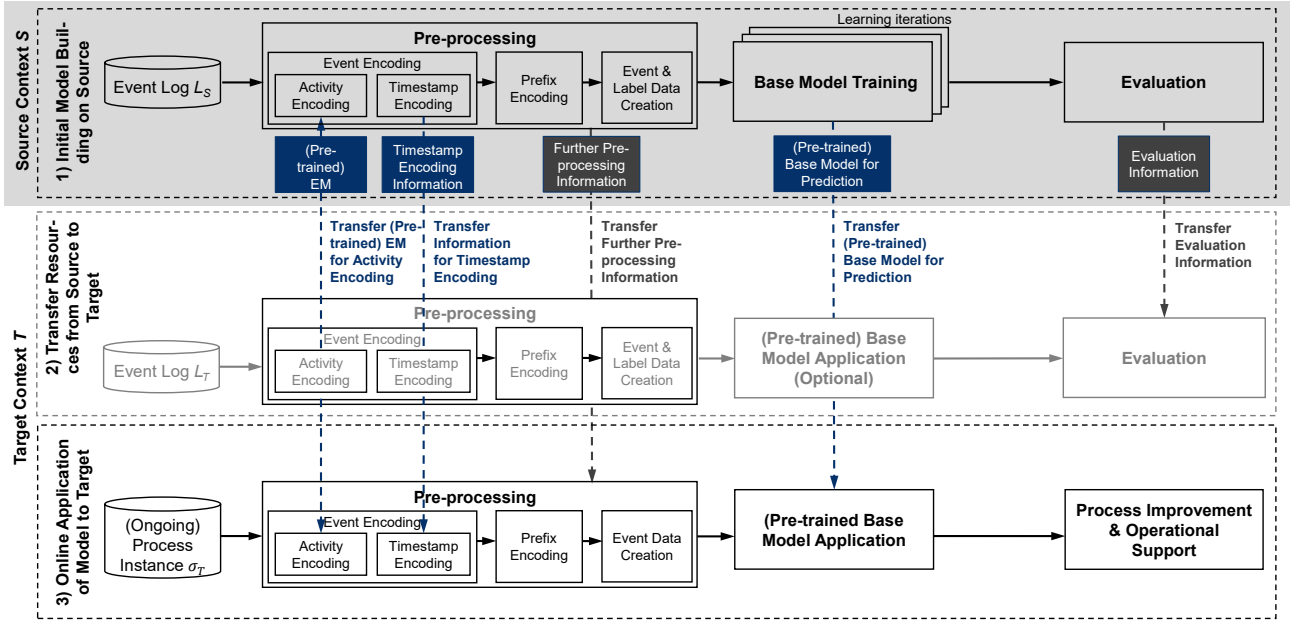 Source Context S
1) Initial Model Buil-
ding on Source
Event Log L_S
Pre-processing
Event Encoding
Activity
Encoding
Timestamp
Encoding
Prefix
Encoding
Event &
Label Data
Creation
Learning iterations
Base Model Training
Evaluation
(Pre-
trained)
EM
Timestamp
Encoding
Information
Further Pre-
processing
Information
(Pre-trained)
Base Model for
Prediction
Evaluation
Information
Target Context T
2) Transfer Resour-
ces from Source to
Target
Transfer (Pre-
trained) EM
for Activity
Encoding
Transfer
Information
for Timestamp
Encoding
Transfer
Further Pre-
processing
Information
Transfer
(Pre-trained)
Base Model for
Prediction
Transfer
Evaluation
Information
Event Log L_T
Pre-processing
Event Encoding
Activity
Encoding
Timestamp
Encoding
Prefix
Encoding
Event &
Label Data
Creation
(Pre-trained) Base
Model Application
(Optional)
Evaluation
3) Online Application
of Model to Target
(Ongoing)
Process
Instance σ_T
Pre-processing
Event Encoding
Activity
Encoding
Timestamp
Encoding
Prefix
Encoding
Event Data
Creation
(Pre-trained Base
Model Application
Process Improvement
& Operational
Support